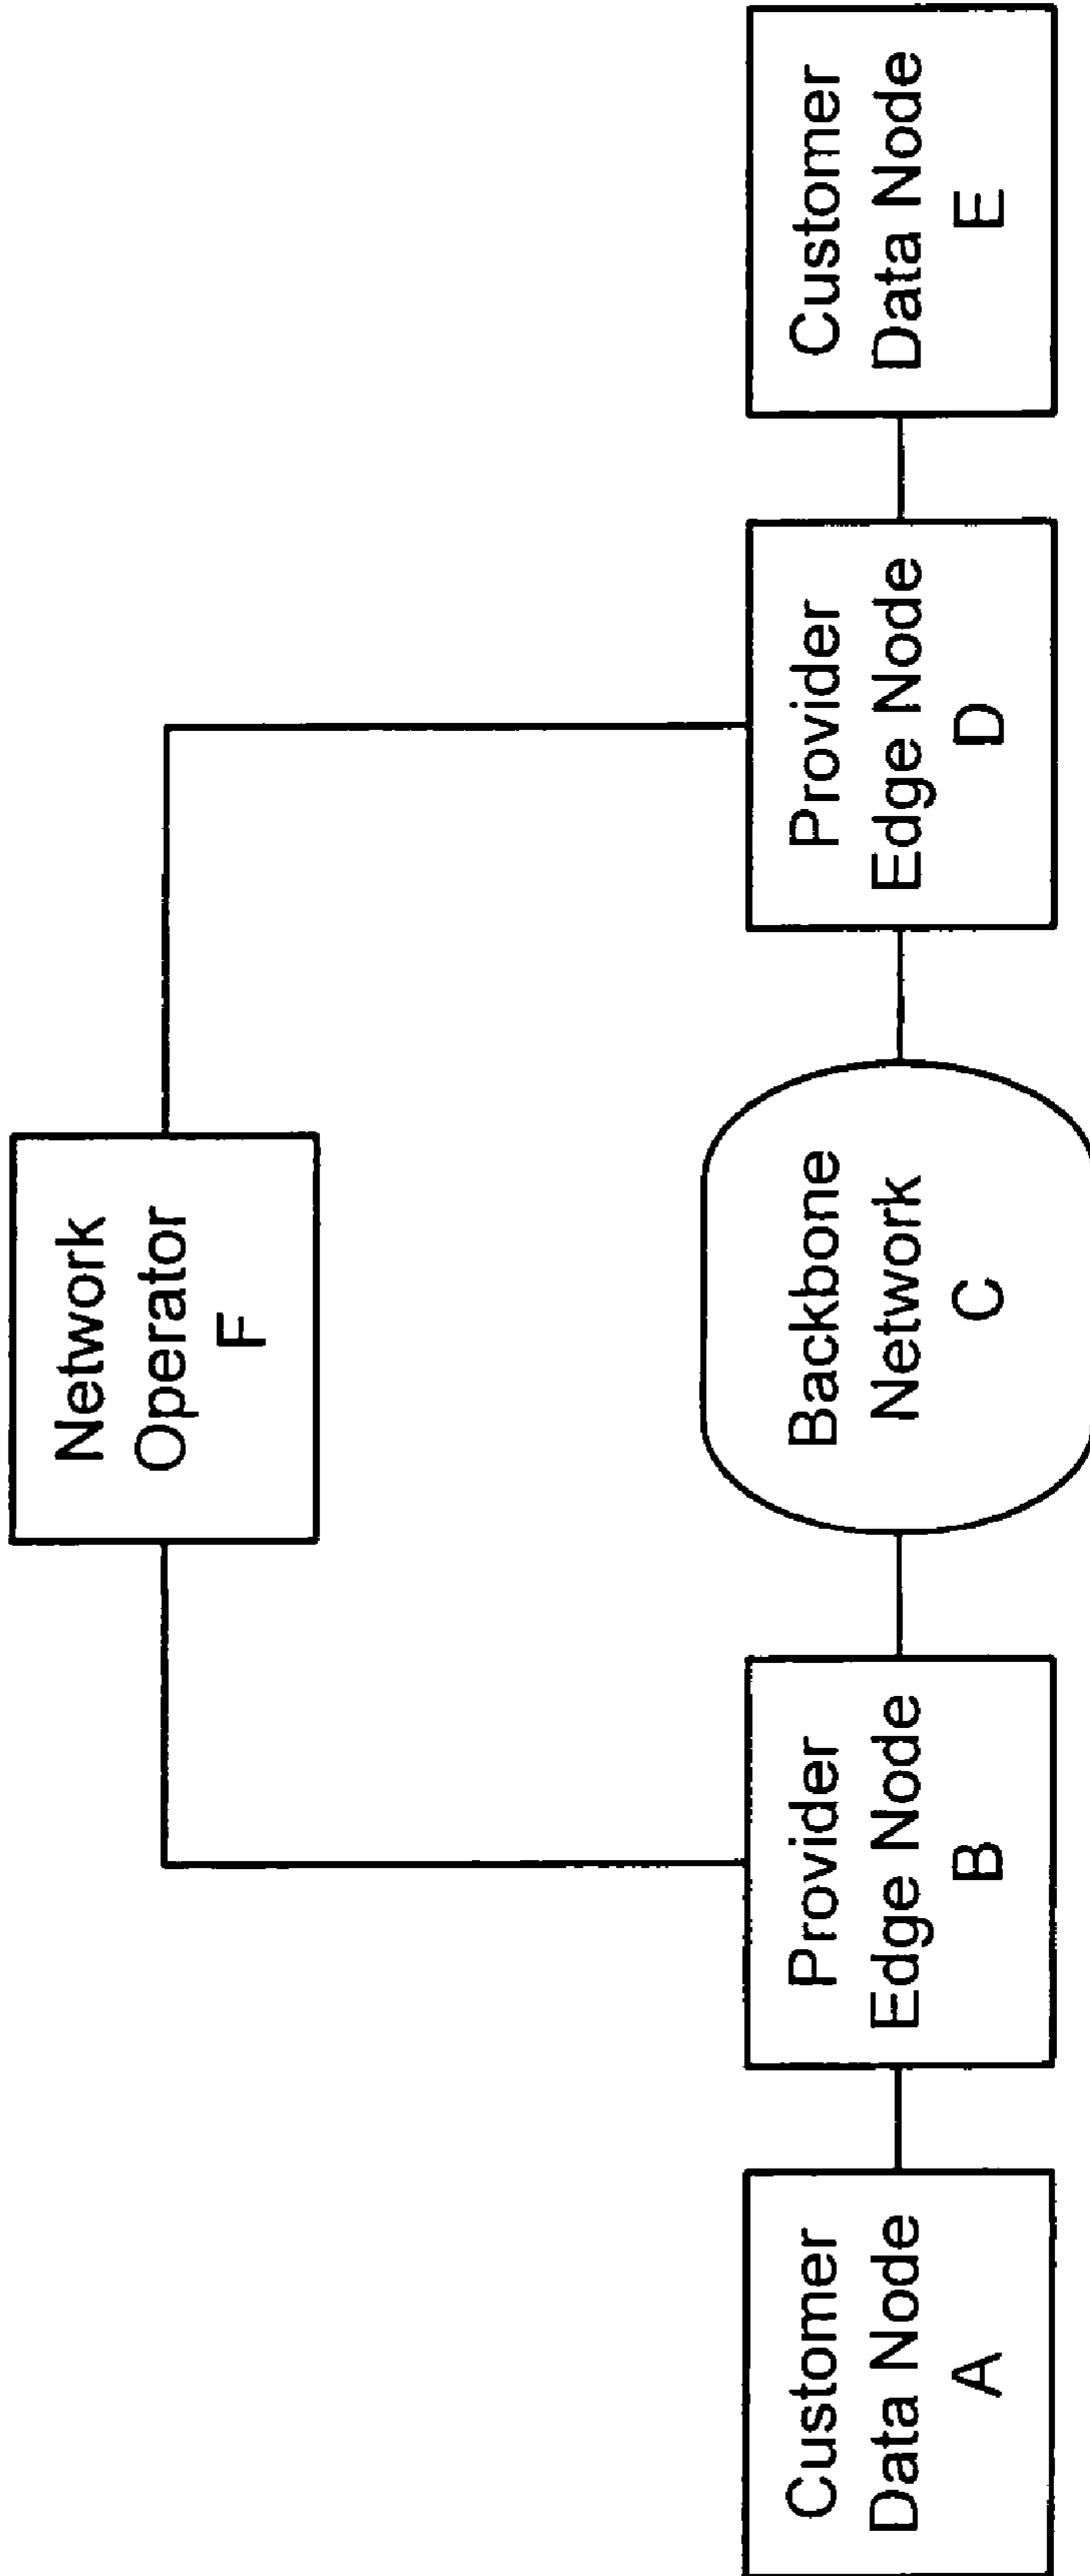 Network
Operator
F
Customer
Data Node
A
Provider
Edge Node
B
Backbone
Network
C
Provider
Edge Node
D
Customer
Data Node
E